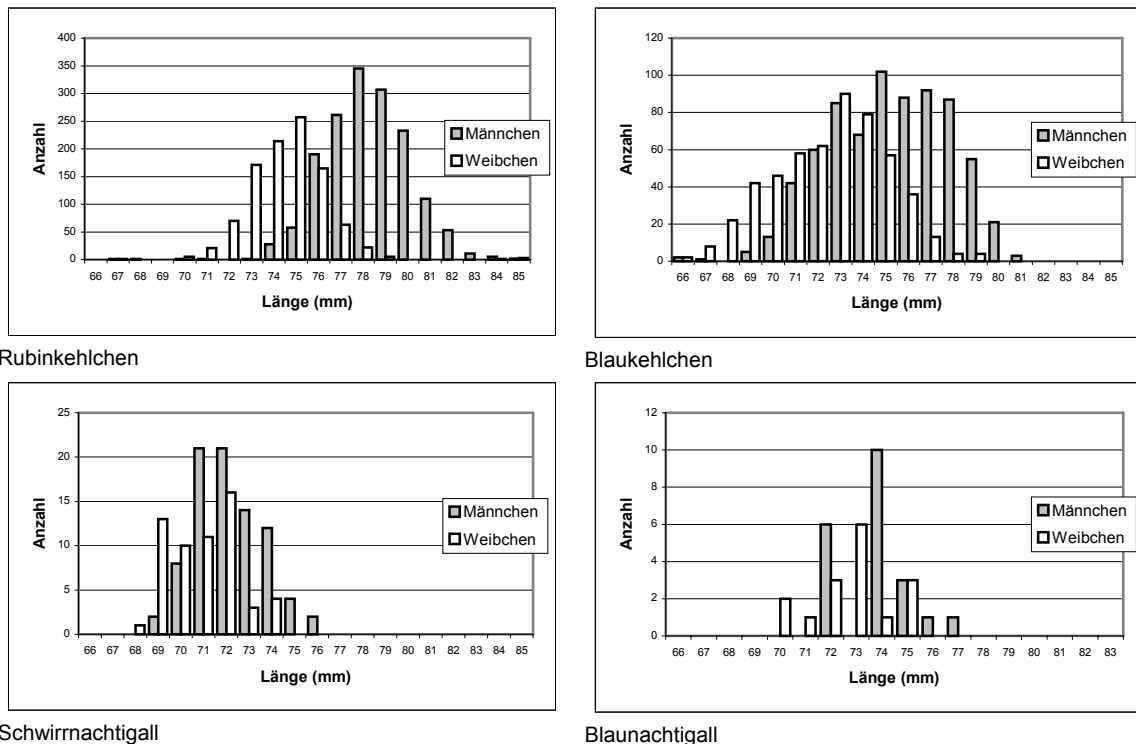 400
350
300
250
200
150
100
50
0
Anzahl
66 67 68 69 70 71 72 73 74 75 76 77 78 79 80 81 82 83 84 85
Länge (mm)
Männchen
Weibchen
Rubinkehlchen
120
100
80
60
40
20
0
Anzahl
66 67 68 69 70 71 72 73 74 75 76 77 78 79 80 81 82 83 84 85
Länge (mm)
Männchen
Weibchen
Blaukehlchen
25
20
15
10
5
0
Anzahl
66 67 68 69 70 71 72 73 74 75 76 77 78 79 80 81 82 83 84 85
Länge (mm)
Männchen
Weibchen
Schwirrnachtigall
12
10
8
6
4
2
0
Anzahl
66 67 68 69 70 71 72 73 74 75 76 77 78 79 80 81 82 83
Länge (mm)
Männchen
Weibchen
Blaunachtigall